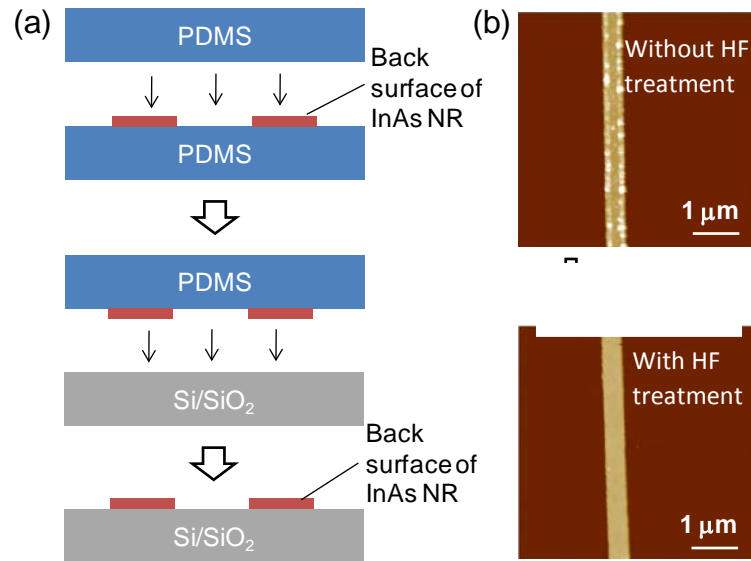 (a)
PDMS
Back
surface of
InAs NR
PDMS
PDMS
Si/SiO₂
Back
surface of
InAs NR
Si/SiO₂
(b)
Without HF
treatment
1 μm
With HF
treatment
1 μm